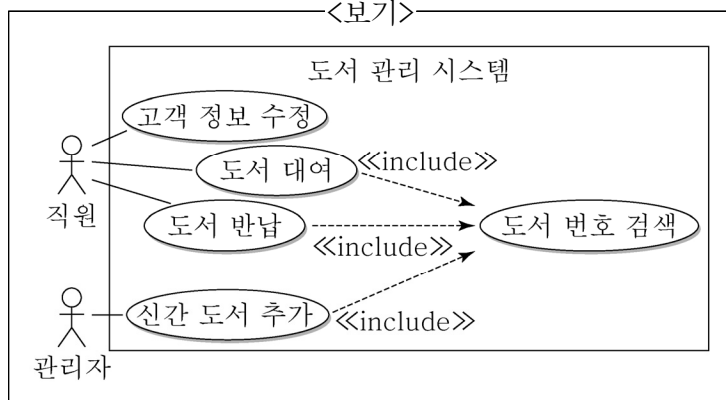 <보기>
도서 관리 시스템
고객 정보 수정
도서 대여
≪include≫
직원
도서 반납
≪include≫
도서 번호 검색
신간 도서 추가
≪include≫
관리자